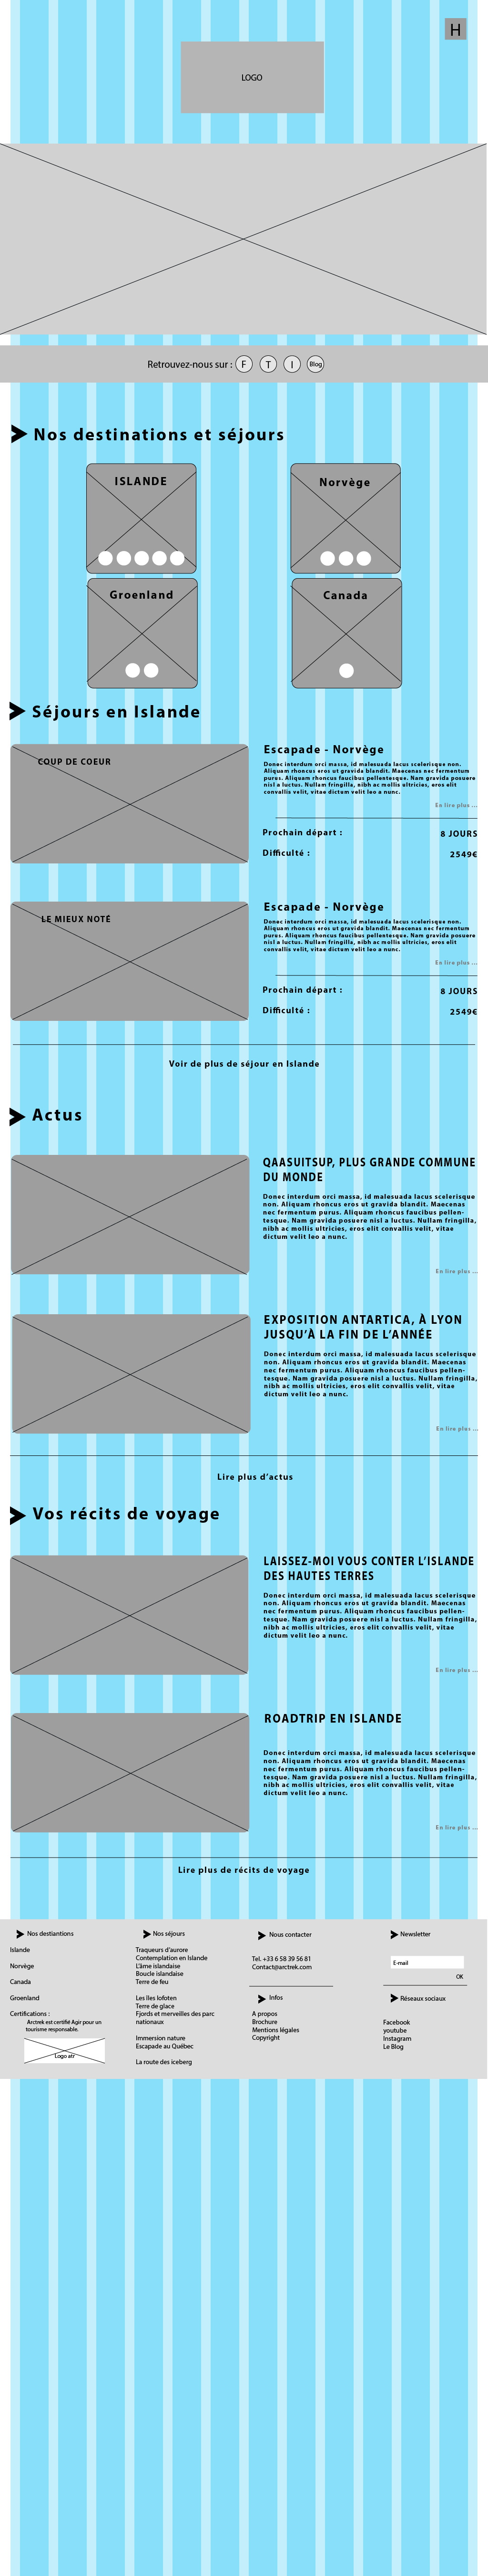 H
LOGO
Retrouvez-nous sur : F T I Blog
Nos destinations et séjours
ISLANDE
Norvège
Groenland
Canada
Séjours en Islande
COUP DE COEUR
Escapade - Norvège
Donec interdum orci massa, id malesuada lacus scelerisque non.
Aliquam rhoncus eros ut gravida blandit. Maecenas nec fermentum
purus. Aliquam rhoncus faucibus pellentesque. Nam gravida posuere
nisl a luctus. Nullam fringilla, nibh ac mollis ultricies, eros elit
convallis velit, vitae dictum velit leo a nunc.
En lire plus ...
Prochain départ :
8 JOURS
Difficulté :
2549€
LE MIEUX NOTÉ
Escapade - Norvège
Donec interdum orci massa, id malesuada lacus scelerisque non.
Aliquam rhoncus eros ut gravida blandit. Maecenas nec fermentum
purus. Aliquam rhoncus faucibus pellentesque. Nam gravida posuere
nisl a luctus. Nullam fringilla, nibh ac mollis ultricies, eros elit
convallis velit, vitae dictum velit leo a nunc.
En lire plus ...
Prochain départ :
8 JOURS
Difficulté :
2549€
Voir de plus de séjour en Islande
Actus
QAASUITSUP, PLUS GRANDE COMMUNE
DU MONDE
Donec interdum orci massa, id malesuada lacus scelerisque
non. Aliquam rhoncus eros ut gravida blandit. Maecenas
nec fermentum purus. Aliquam rhoncus faucibus pellen-
tesque. Nam gravida posuere nisl a luctus. Nullam fringilla,
nibh ac mollis ultricies, eros elit convallis velit, vitae
dictum velit leo a nunc.
En lire plus ...
EXPOSITION ANTARTICA, À LYON
JUSQU’À LA FIN DE L’ANNÉE
Donec interdum orci massa, id malesuada lacus scelerisque
non. Aliquam rhoncus eros ut gravida blandit. Maecenas
nec fermentum purus. Aliquam rhoncus faucibus pellen-
tesque. Nam gravida posuere nisl a luctus. Nullam fringilla,
nibh ac mollis ultricies, eros elit convallis velit, vitae
dictum velit leo a nunc.
En lire plus ...
Lire plus d’actus
Vos récits de voyage
LAISSEZ-MOI VOUS CONTER L’ISLANDE
DES HAUTES TERRES
Donec interdum orci massa, id malesuada lacus scelerisque
non. Aliquam rhoncus eros ut gravida blandit. Maecenas
nec fermentum purus. Aliquam rhoncus faucibus pellen-
tesque. Nam gravida posuere nisl a luctus. Nullam fringilla,
nibh ac mollis ultricies, eros elit convallis velit, vitae
dictum velit leo a nunc.
En lire plus ...
ROADTRIP EN ISLANDE
Donec interdum orci massa, id malesuada lacus scelerisque
non. Aliquam rhoncus eros ut gravida blandit. Maecenas
nec fermentum purus. Aliquam rhoncus faucibus pellen-
tesque. Nam gravida posuere nisl a luctus. Nullam fringilla,
nibh ac mollis ultricies, eros elit convallis velit, vitae
dictum velit leo a nunc.
En lire plus ...
Lire plus de récits de voyage
Nos destiantions
Islande
Norvège
Canada
Groenland
Certifications :
Arctrek est certifié Agir pour un
tourisme responsable.
Logo atr
Nos séjours
Traqueurs d’aurore
Contemplation en Islande
L’âme islandaise
Boucle islandaise
Terre de feu
Les îles lofoten
Terre de glace
Fjords et merveilles des parc
nationaux
Immersion nature
Escapade au Québec
La route des iceberg
Nous contacter
Tel. +33 6 58 39 56 81
Contact@arctrek.com
Infos
A propos
Brochure
Mentions légales
Copyright
Newsletter
E-mail
OK
Réseaux sociaux
Facebook
youtube
Instagram
Le Blog